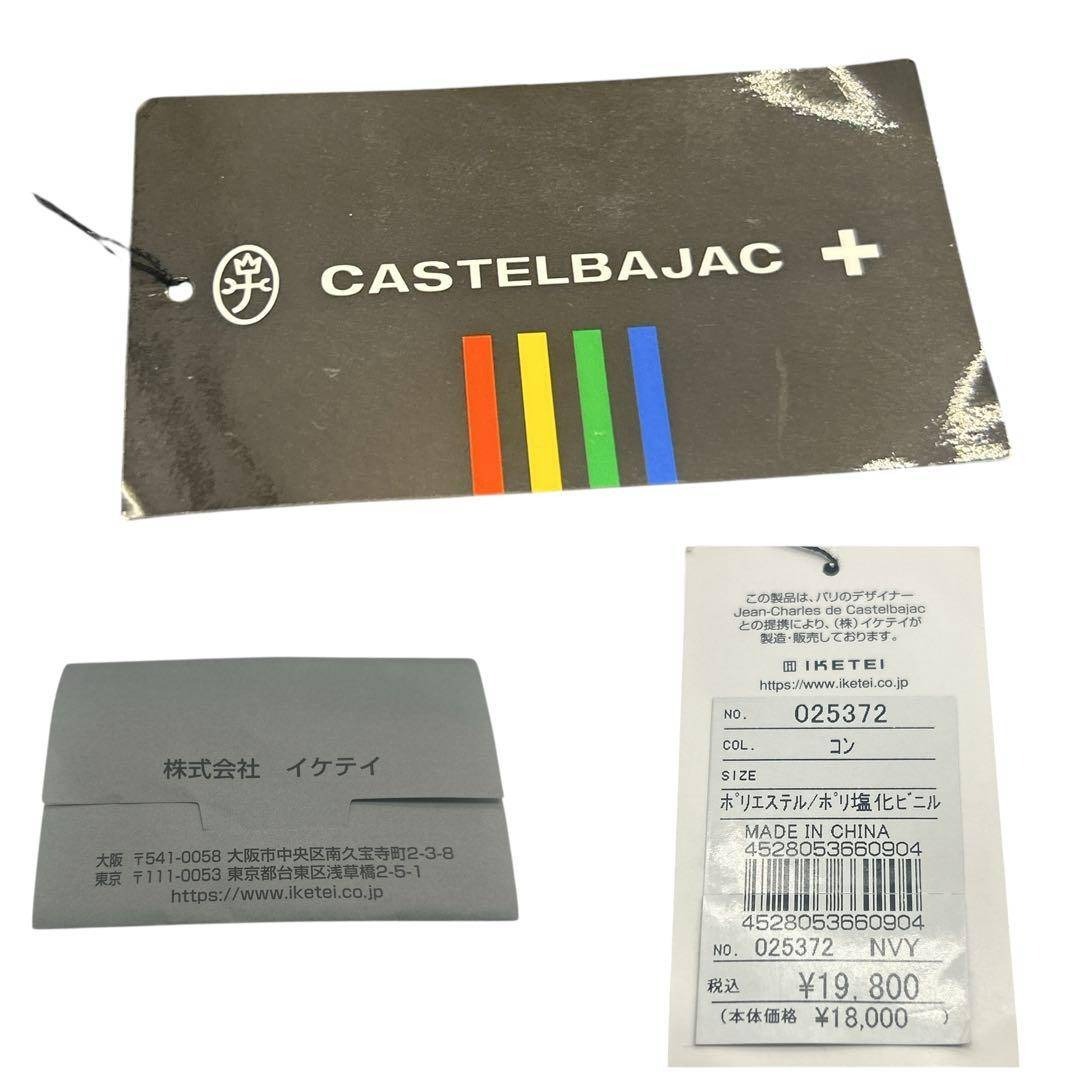 CASTELBAJAC +
株式会社 イケテイ
大阪 〒541-0058 大阪市中央区南久宝寺町2-3-8
東京 〒111-0053 東京都台東区浅草橋2-5-1
https://www.iketei.co.jp
この製品は、パリのデザイナー
Jean-Charles de Castelbajac
との提携により、(株)イケテイが
製造・販売しております。
IKETEI
https://www.iketei.co.jp
NO. 025372
COL. コン
SIZE
ポリエステル/ポリ塩化ビニル
MADE IN CHINA
4528053660904
4528053660904
NO. 025372 NVY
税込 ¥19,800
(本体価格 ¥18,000 )